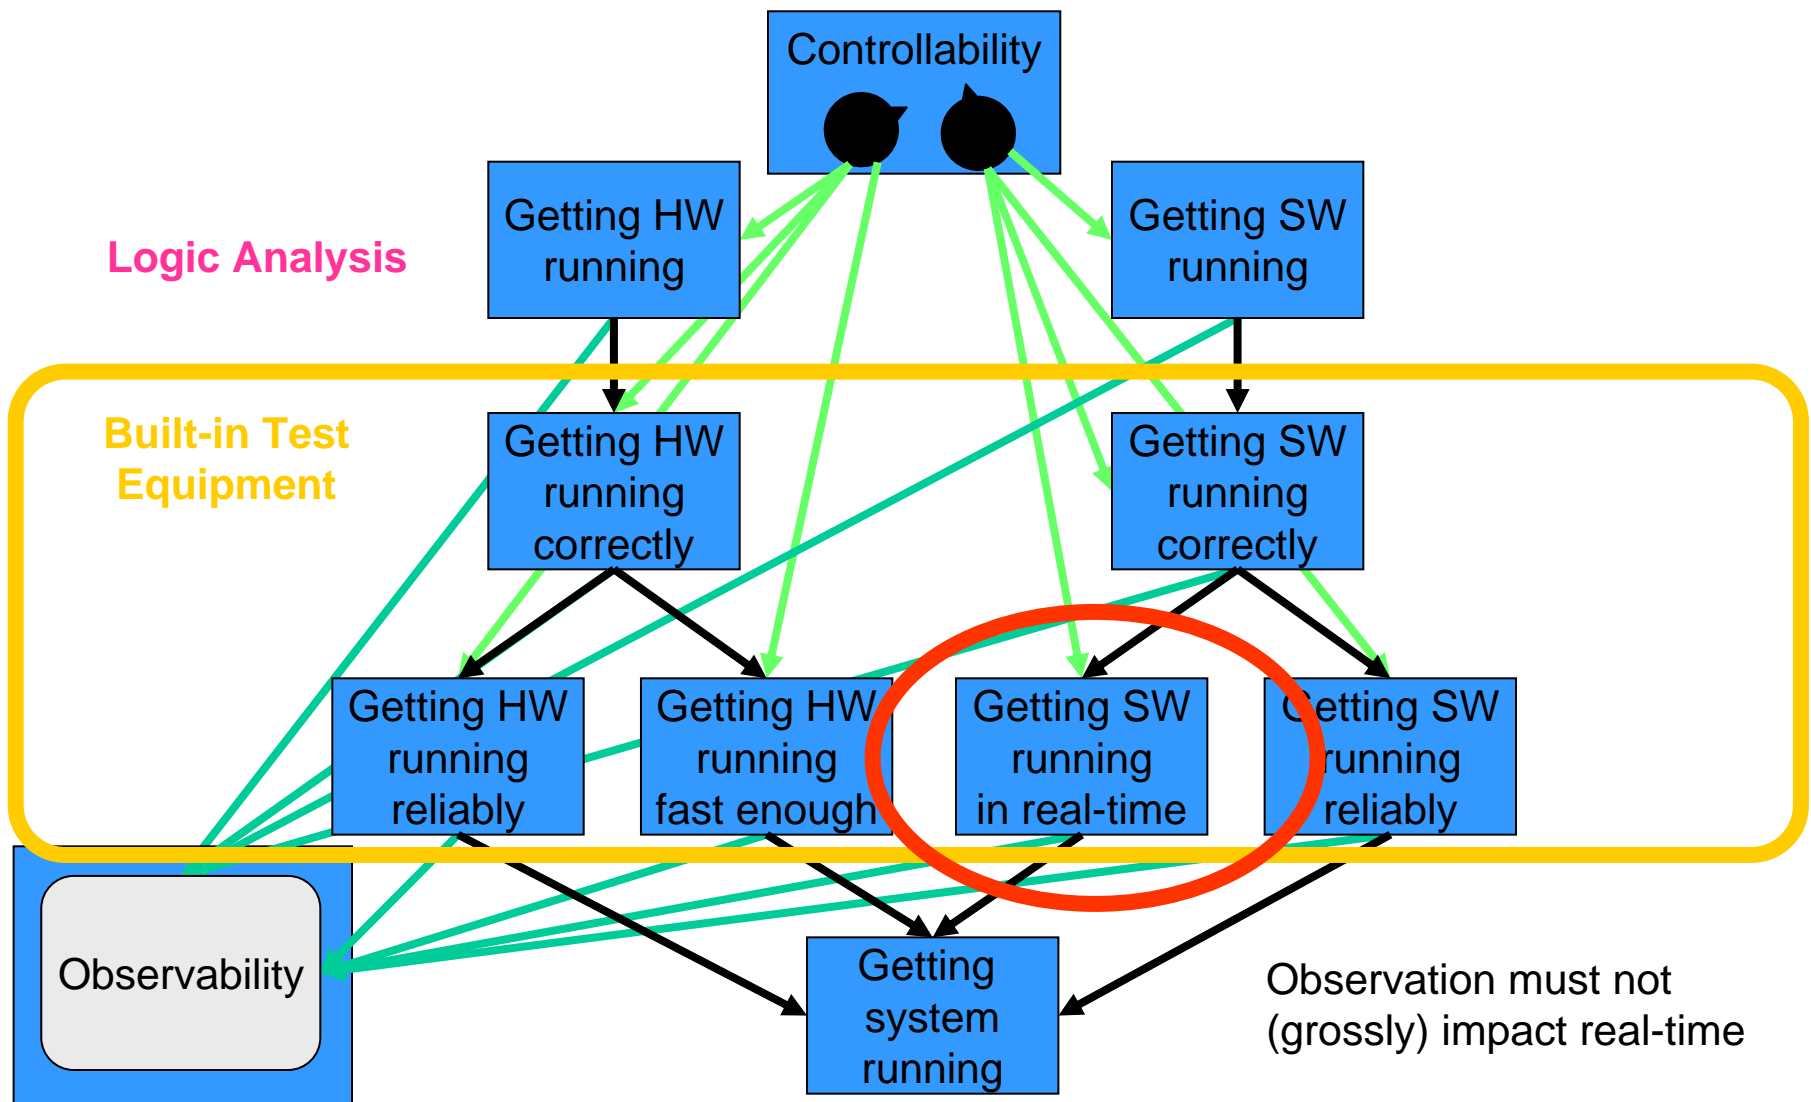 Controllability
Getting HW
running
Getting SW
running
Logic Analysis
Built-in Test
Equipment
Getting HW
running
correctly
Getting SW
running
correctly
Getting HW
running
reliably
Getting HW
running
fast enough
Getting SW
running
in real-time
Getting SW
running
reliably
Observability
Getting
system
running
Observation must not
(grossly) impact real-time